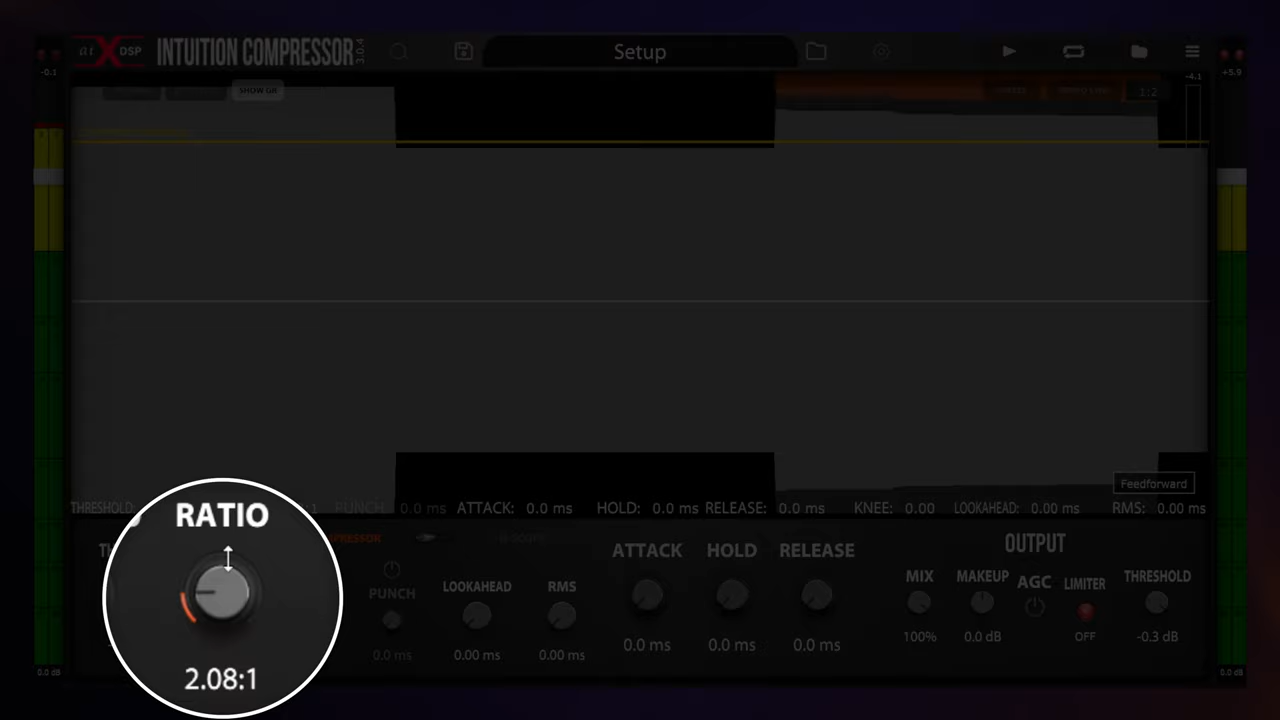 aiXDSP INTUITION COMPRESSOR 3.0.4 Setup
-0.1 -4.1 +5.9
SHOW GR 1:2
Feedforward
THRESHOLD: PUNCH 0.0 ms ATTACK: 0.0 ms HOLD: 0.0 ms RELEASE: 0.0 ms KNEE: 0.00 LOOKAHEAD: 0.00 ms RMS: 0.00 ms
RATIO
OUTPUT
ATTACK HOLD RELEASE
PUNCH LOOKAHEAD RMS MIX MAKEUP AGC LIMITER THRESHOLD
100% 0.0 dB OFF -0.3 dB
0.0 ms 0.00 ms 0.00 ms 0.0 ms 0.0 ms 0.0 ms
0.0 dB 0.0 dB
2.08:1